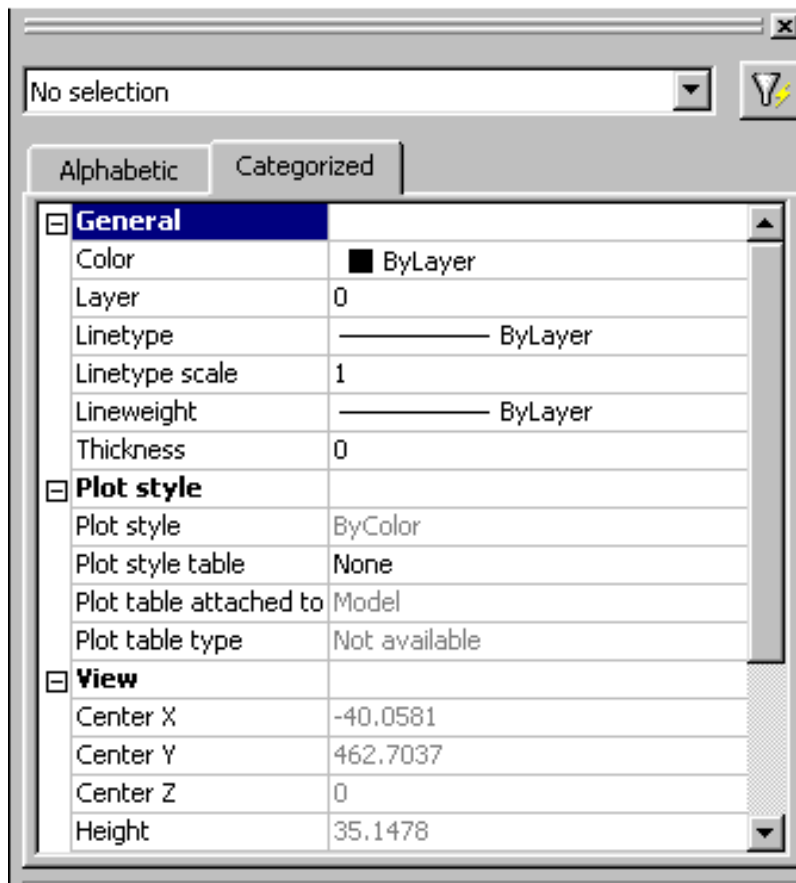 No selection
Alphabetic Categorized
General
Color ByLayer
Layer 0
Linetype ByLayer
Linetype scale 1
Lineweight ByLayer
Thickness 0
Plot style
Plot style ByColor
Plot style table None
Plot table attached to Model
Plot table type Not available
View
Center X -40.0581
Center Y 462.7037
Center Z 0
Height 35.1478